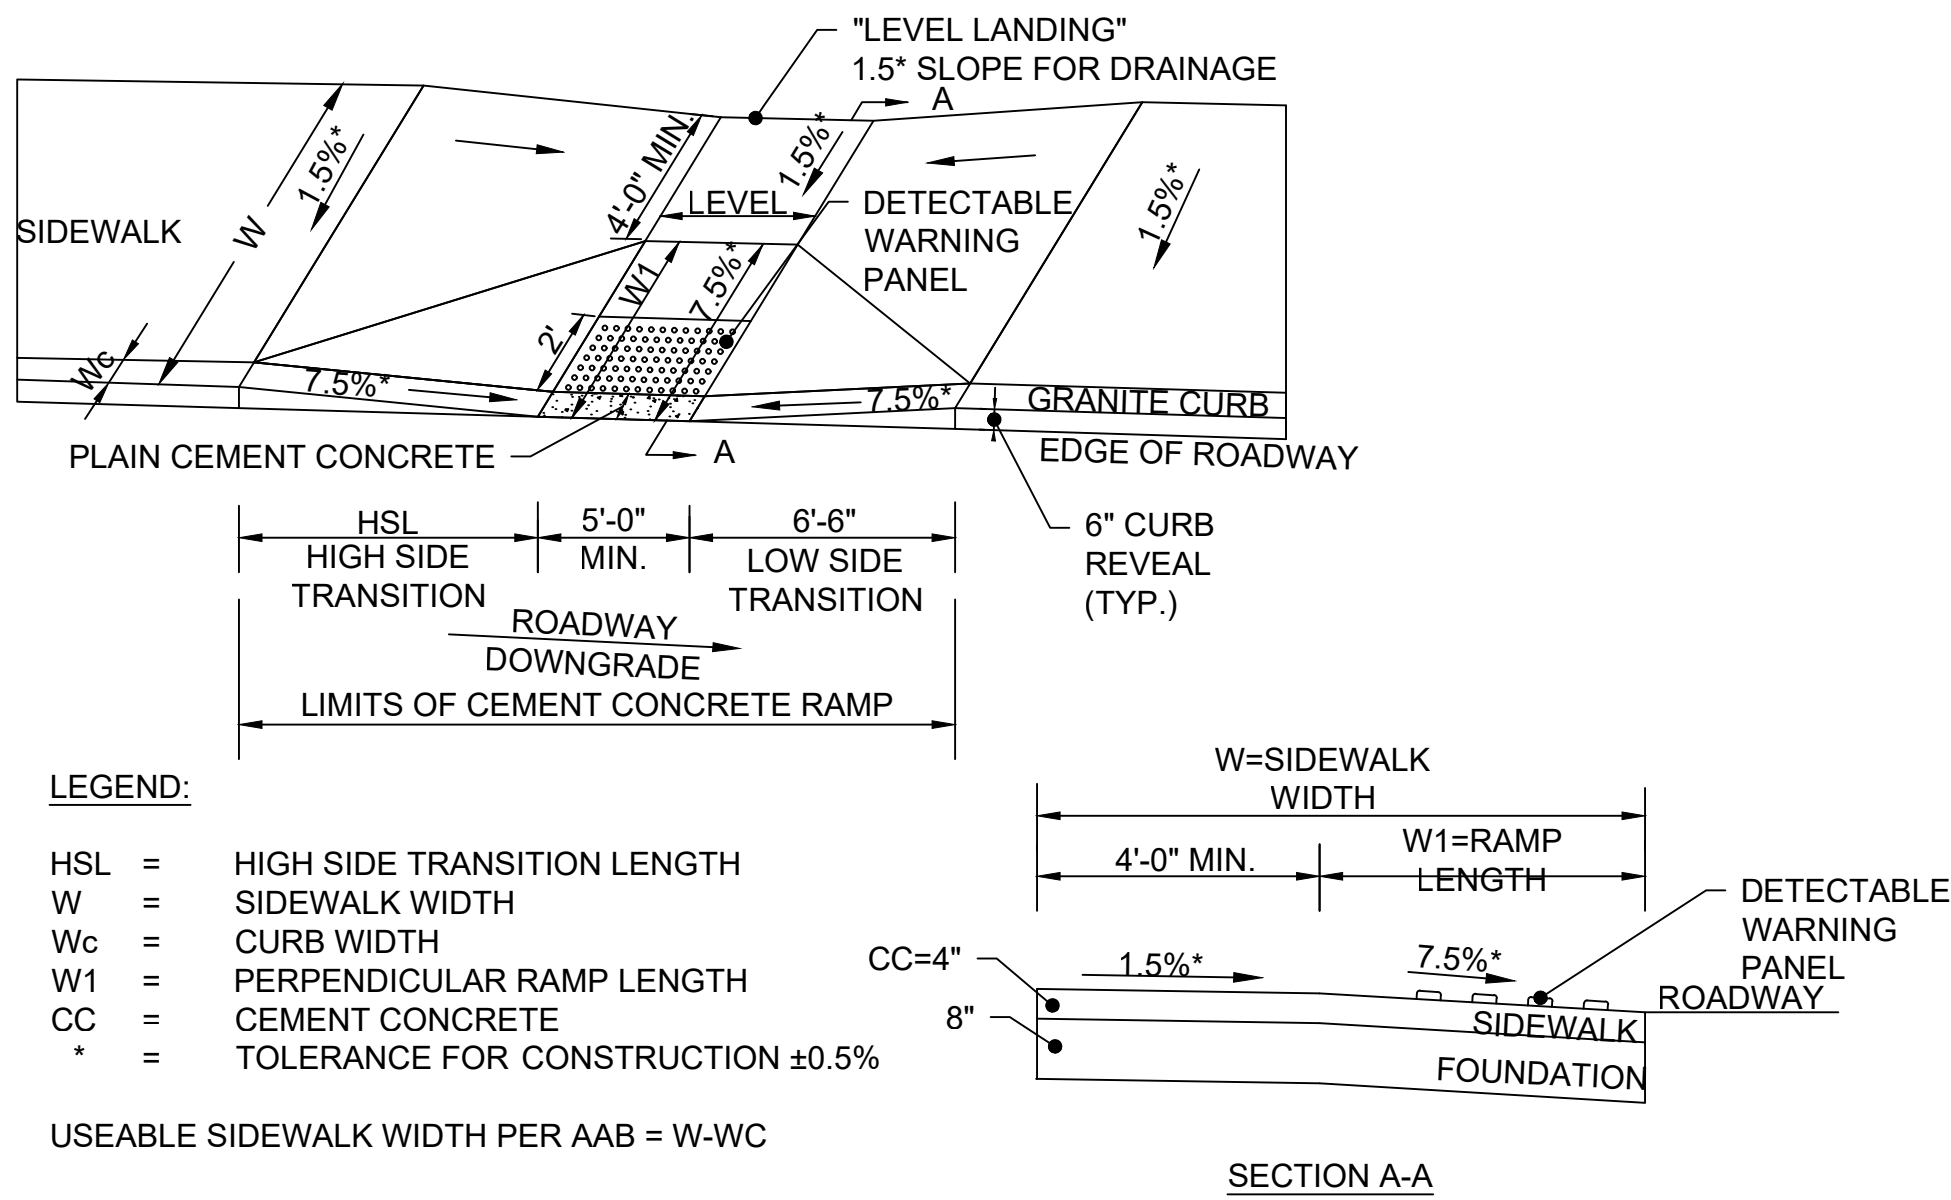 "LEVEL LANDING"
1.5* SLOPE FOR DRAINAGE
A
4'-0" MIN.
1.5%*
1.5%*
1.5%*
W
SIDEWALK
LEVEL
DETECTABLE
WARNING
PANEL
W1
7.5%*
2'
Wc
7.5%*
7.5%*
GRANITE CURB
EDGE OF ROADWAY
PLAIN CEMENT CONCRETE
A
HSL
HIGH SIDE
TRANSITION
5'-0"
MIN.
6'-6"
LOW SIDE
TRANSITION
6" CURB
REVEAL
(TYP.)
ROADWAY
DOWNGRADE
LIMITS OF CEMENT CONCRETE RAMP
LEGEND:
HSL = HIGH SIDE TRANSITION LENGTH
W = SIDEWALK WIDTH
Wc = CURB WIDTH
W1 = PERPENDICULAR RAMP LENGTH
CC = CEMENT CONCRETE
* = TOLERANCE FOR CONSTRUCTION ±0.5%
USEABLE SIDEWALK WIDTH PER AAB = W-WC
W=SIDEWALK
WIDTH
4'-0" MIN.
W1=RAMP
LENGTH
DETECTABLE
WARNING
PANEL
CC=4"
1.5%*
7.5%*
ROADWAY
8"
SIDEWALK
FOUNDATION
SECTION A-A